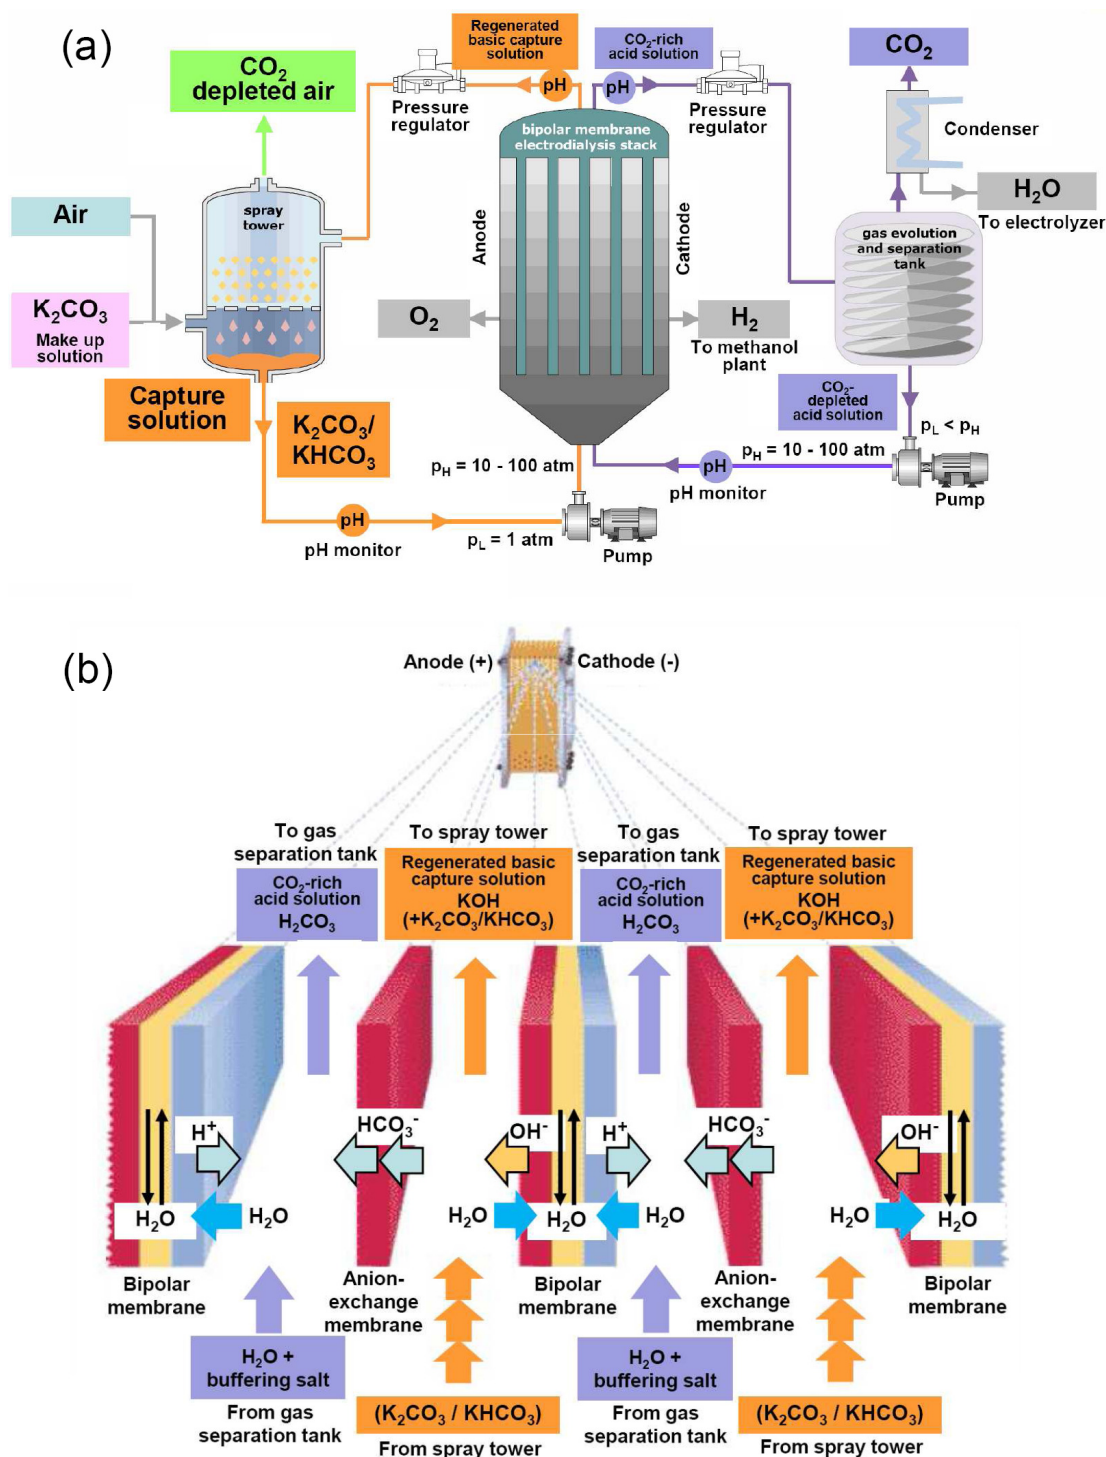 (a)
Regenerated
basic capture
solution
CO₂-rich
acid solution
CO₂
CO₂
depleted air
pH
pH
Pressure
regulator
Pressure
regulator
Condenser
bipolar membrane
electrodialysis stack
Air
spray
tower
H₂O
To electrolyzer
Anode
Cathode
gas evolution
and separation
tank
K₂CO₃
Make up
solution
O₂
H₂
To methanol
plant
Capture
solution
K₂CO₃/
KHCO₃
CO₂-
depleted
acid solution
p_L < p_H
p_H = 10 - 100 atm
p_H = 10 - 100 atm
pH
pH monitor
Pump
pH
pH monitor
p_L = 1 atm
Pump
(b)
Anode (+)
Cathode (-)
To gas
separation tank
To spray tower
To gas
separation tank
To spray tower
CO₂-rich
acid solution
H₂CO₃
Regenerated basic
capture solution
KOH
(+K₂CO₃/KHCO₃)
CO₂-rich
acid solution
H₂CO₃
Regenerated basic
capture solution
KOH
(+K₂CO₃/KHCO₃)
H⁺
HCO₃⁻
OH⁻
H⁺
HCO₃⁻
OH⁻
H₂O
H₂O
H₂O
H₂O
H₂O
H₂O
H₂O
Bipolar
membrane
Anion-
exchange
membrane
Bipolar
membrane
Anion-
exchange
membrane
Bipolar
membrane
H₂O +
buffering salt
From gas
separation tank
(K₂CO₃ / KHCO₃)
From spray tower
H₂O +
buffering salt
From gas
separation tank
(K₂CO₃ / KHCO₃)
From spray tower